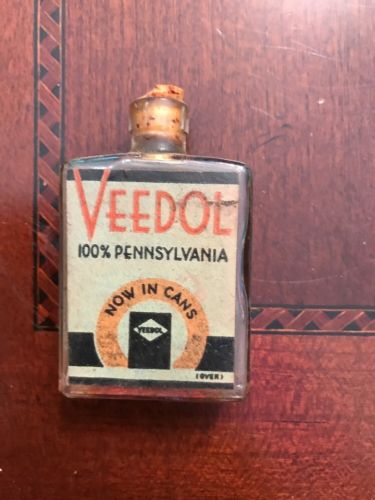 VEEDOL
100% PENNSYLVANIA
NOW IN CANS
VEEDOL
(OVER)